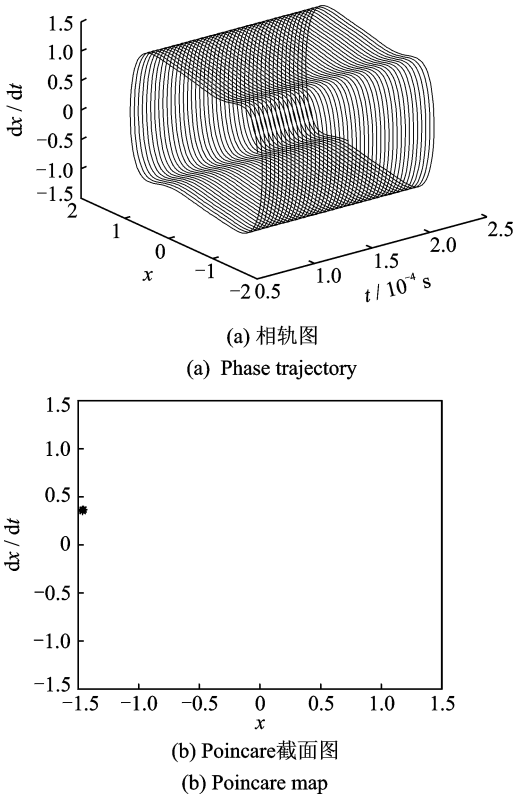 1.5
1.0
0.5
0
−0.5
−1.0
−1.5
dx / dt
2
1
0
−1
−2
x
0.5
1.0
1.5
2.0
2.5
t / 10⁻⁴ s
(a) 相轨图
(a) Phase trajectory
1.5
1.0
0.5
0
−0.5
−1.0
−1.5
dx / dt
−1.5 −1.0 −0.5 0 0.5 1.0 1.5
x
(b) Poincare截面图
(b) Poincare map